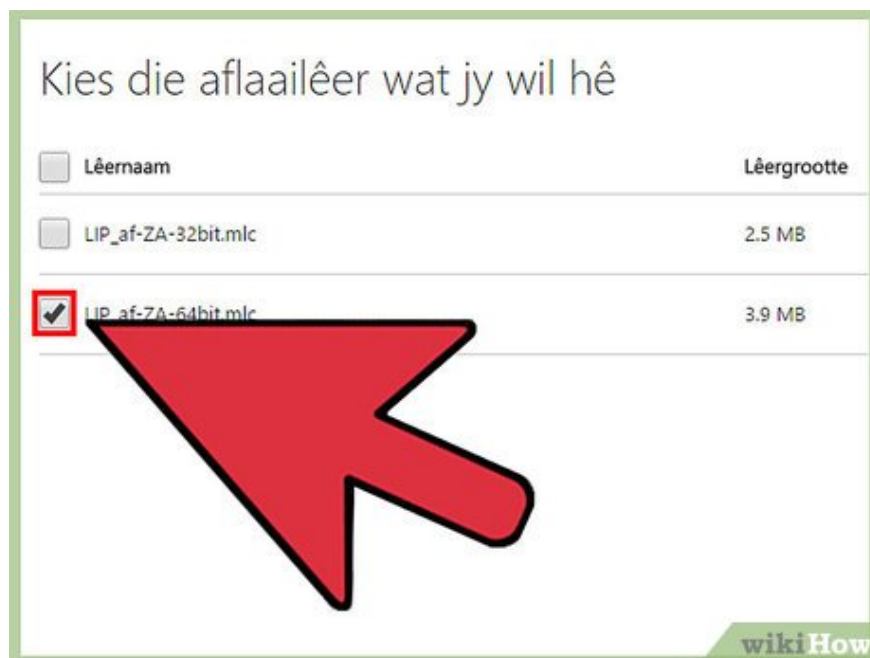 Kies die aflaailêer wat jy wil hê
Lêernaam Lêergrootte
LIP_af-ZA-32bit.mlc 2.5 MB
LIP_af-ZA-64bit.mlc 3.9 MB
wikiHow